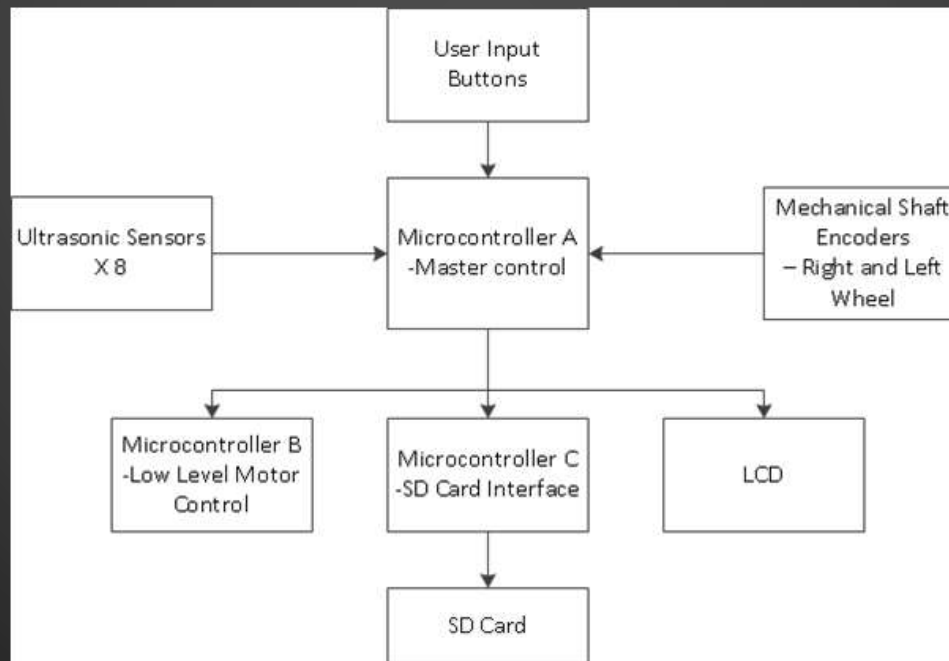 User Input
Buttons
Ultrasonic Sensors
X 8
Microcontroller A
-Master control
Mechanical Shaft
Encoders
– Right and Left
Wheel
Microcontroller B
-Low Level Motor
Control
Microcontroller C
-SD Card Interface
LCD
SD Card